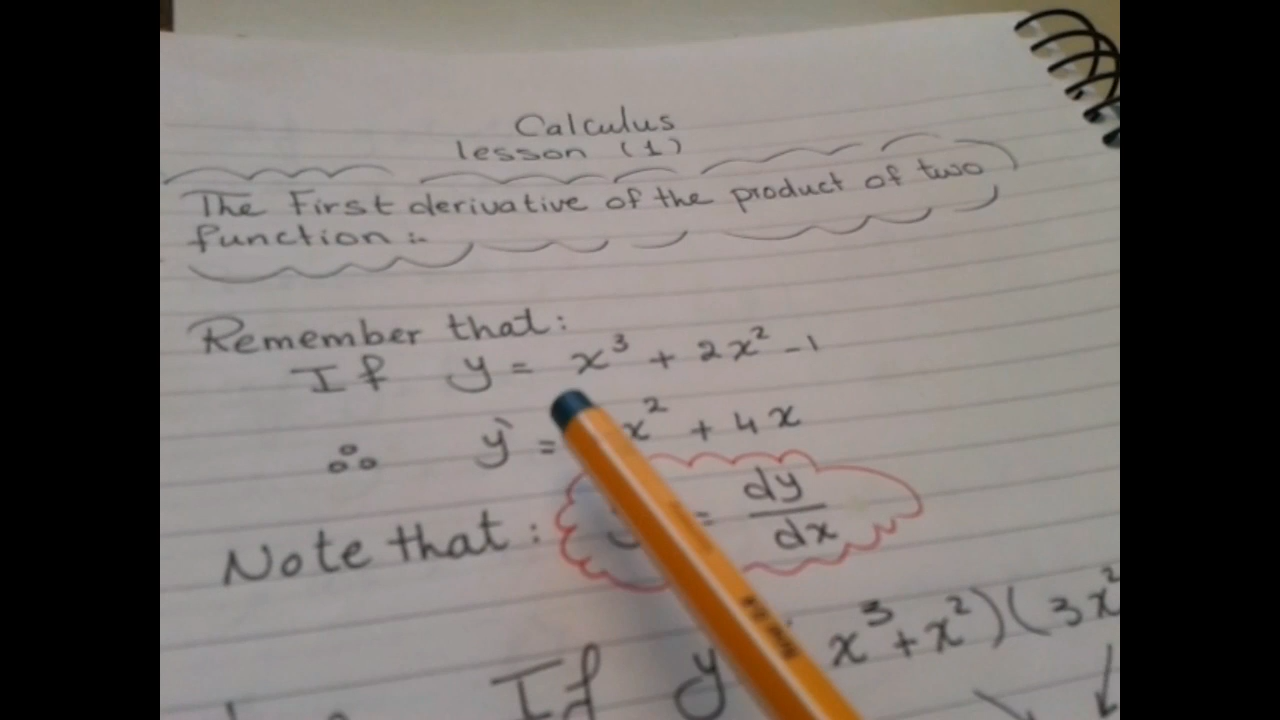 Calculus
lesson (1)
The First derivative of the product of two
function :-
Remember that:
If y = x³ + 2x² - 1
∴ y` = x² + 4x
Note that : = dy/dx
If y x³ + x²)(3x²